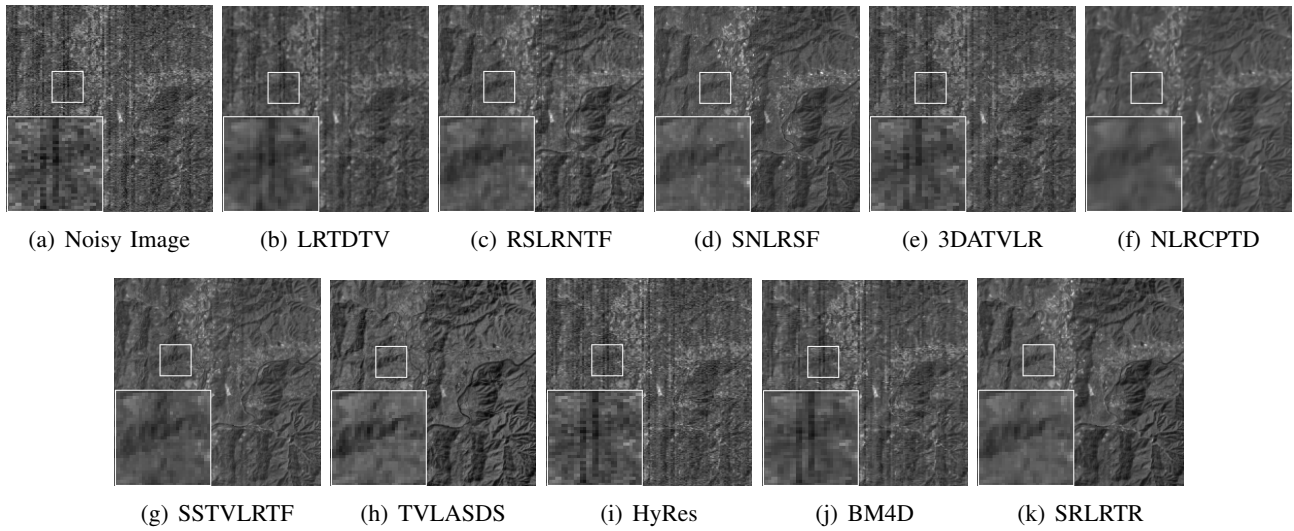 (a) Noisy Image
(b) LRTDTV
(c) RSLRNTF
(d) SNLRSF
(e) 3DATVLR
(f) NLRCPTD
(g) SSTVLRTF
(h) TVLASDS
(i) HyRes
(j) BM4D
(k) SRLRTR